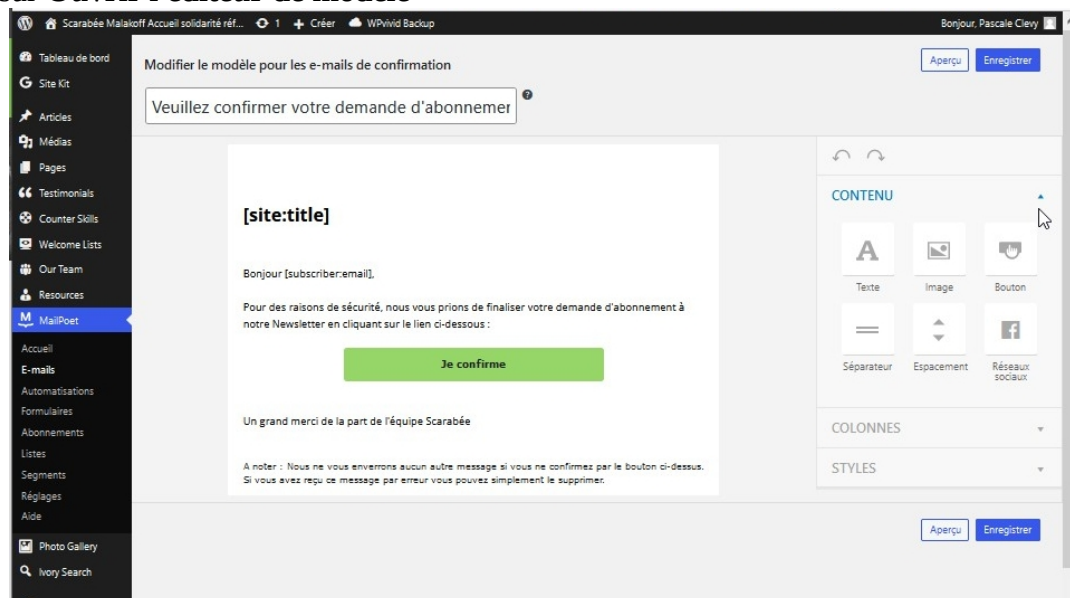 sur Ouvrir l'éditeur de modèle
Scarabée Malakoff Accueil solidarité réf... 1 + Créer WPvivid Backup Bonjour, Pascale Clevy
Tableau de bord
Site Kit
Articles
Médias
Pages
Testimonials
Counter Skills
Welcome Lists
Our Team
Resources
MailPoet
Accueil
E-mails
Automatisations
Formulaires
Abonnements
Listes
Segments
Réglages
Aide
Photo Gallery
Ivory Search
Modifier le modèle pour les e-mails de confirmation
Aperçu Enregistrer
Veuillez confirmer votre demande d'abonnemer
[site:title]
Bonjour [subscriber:email],
Pour des raisons de sécurité, nous vous prions de finaliser votre demande d'abonnement à
notre Newsletter en cliquant sur le lien ci-dessous :
Je confirme
Un grand merci de la part de l'équipe Scarabée
A noter : Nous ne vous enverrons aucun autre message si vous ne confirmez par le bouton ci-dessus.
Si vous avez reçu ce message par erreur vous pouvez simplement le supprimer.
CONTENU
Texte Image Bouton
Séparateur Espacement Réseaux
sociaux
COLONNES
STYLES
Aperçu Enregistrer